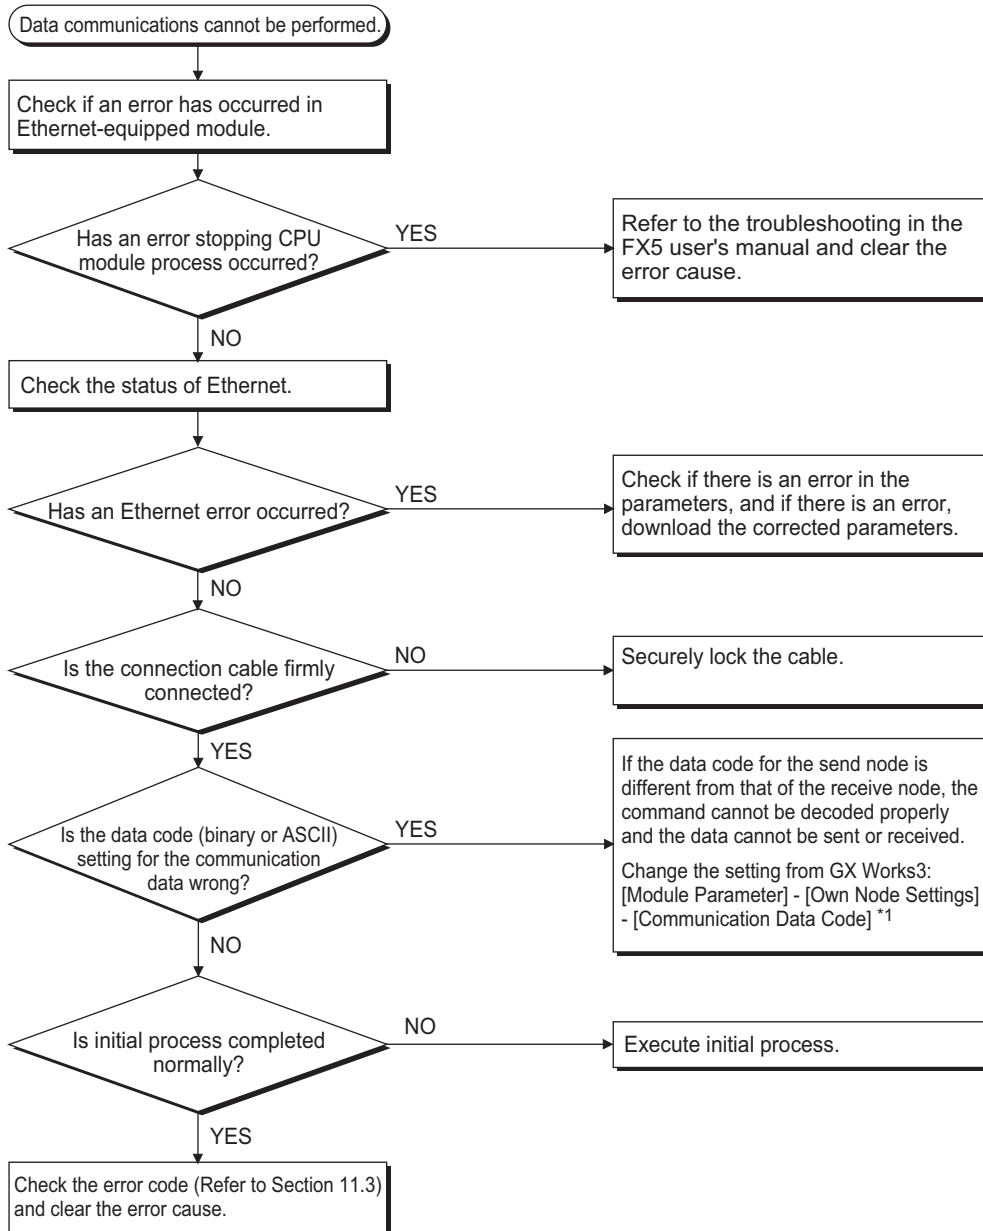 Data communications cannot be performed.
Check if an error has occurred in
Ethernet-equipped module.
Has an error stopping CPU
module process occurred?
YES
Refer to the troubleshooting in the
FX5 user's manual and clear the
error cause.
NO
Check the status of Ethernet.
Has an Ethernet error occurred?
YES
Check if there is an error in the
parameters, and if there is an error,
download the corrected parameters.
NO
Is the connection cable firmly
connected?
NO
Securely lock the cable.
YES
Is the data code (binary or ASCII)
setting for the communication
data wrong?
YES
If the data code for the send node is
different from that of the receive node, the
command cannot be decoded properly
and the data cannot be sent or received.
Change the setting from GX Works3:
[Module Parameter] - [Own Node Settings]
- [Communication Data Code] *1
NO
Is initial process completed
normally?
NO
Execute initial process.
YES
Check the error code (Refer to Section 11.3)
and clear the error cause.